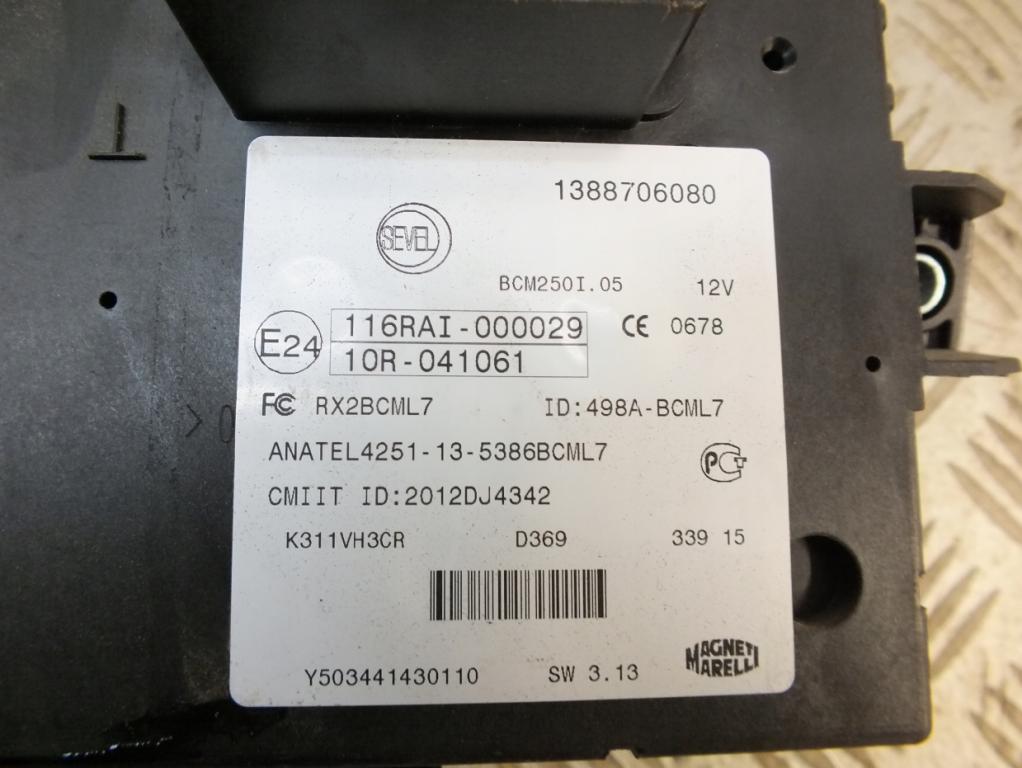 1388706080
SEVEL
BCM250I.05 12V
E24 116RAI-000029 CE 0678
10R-041061
FC RX2BCML7 ID:498A-BCML7
ANATEL4251-13-5386BCML7
PCT
CMIIT ID:2012DJ4342
K311VH3CR D369 339 15
Y503441430110 SW 3.13
MAGNETI
MARELLI